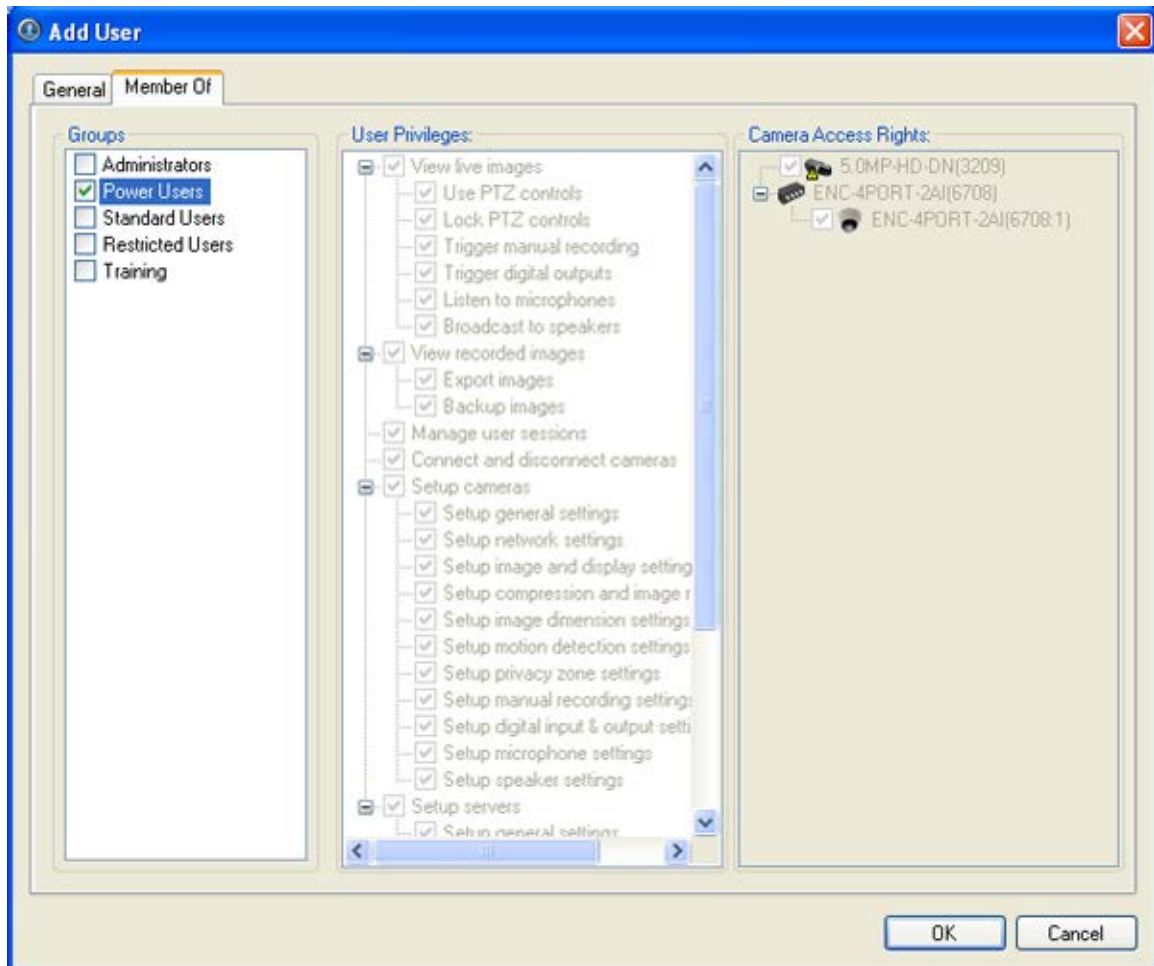 Add User
General
Member Of
Groups
Administrators
Power Users
Standard Users
Restricted Users
Training
User Privileges:
View live images
Use PTZ controls
Lock PTZ controls
Trigger manual recording
Trigger digital outputs
Listen to microphones
Broadcast to speakers
View recorded images
Export images
Backup images
Manage user sessions
Connect and disconnect cameras
Setup cameras
Setup general settings
Setup network settings
Setup image and display setting
Setup compression and image r
Setup image dimension settings
Setup motion detection settings
Setup privacy zone settings
Setup manual recording settings
Setup digital input & output setti
Setup microphone settings
Setup speaker settings
Setup servers
Setup general settings
Camera Access Rights:
5.0MP-HD-DN(3209)
ENC-4PORT-2AI(6708)
ENC-4PORT-2AI(6708:1)
OK
Cancel